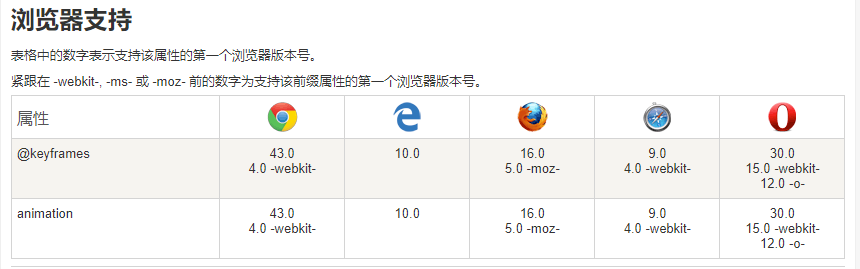 浏览器支持
表格中的数字表示支持该属性的第一个浏览器版本号。
紧跟在 -webkit-, -ms- 或 -moz- 前的数字为支持该前缀属性的第一个浏览器版本号。
属性
@keyframes 43.0 10.0 16.0 9.0 30.0
4.0 -webkit- 5.0 -moz- 4.0 -webkit- 15.0 -webkit-
12.0 -o-
animation 43.0 10.0 16.0 9.0 30.0
4.0 -webkit- 5.0 -moz- 4.0 -webkit- 15.0 -webkit-
12.0 -o-